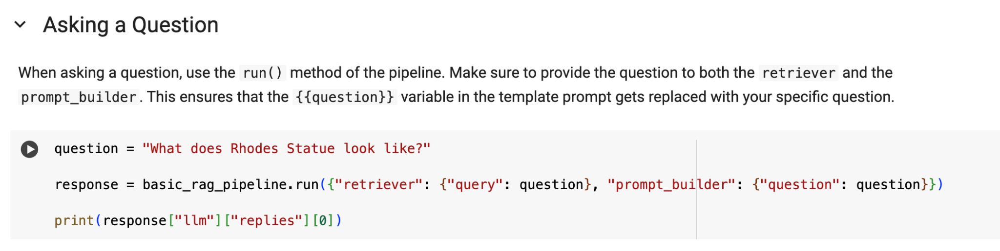 Asking a Question
When asking a question, use the run() method of the pipeline. Make sure to provide the question to both the retriever and the
prompt_builder. This ensures that the {{question}} variable in the template prompt gets replaced with your specific question.
question = "What does Rhodes Statue look like?"
response = basic_rag_pipeline.run({"retriever": {"query": question}, "prompt_builder": {"question": question}})
print(response["llm"]["replies"][0])